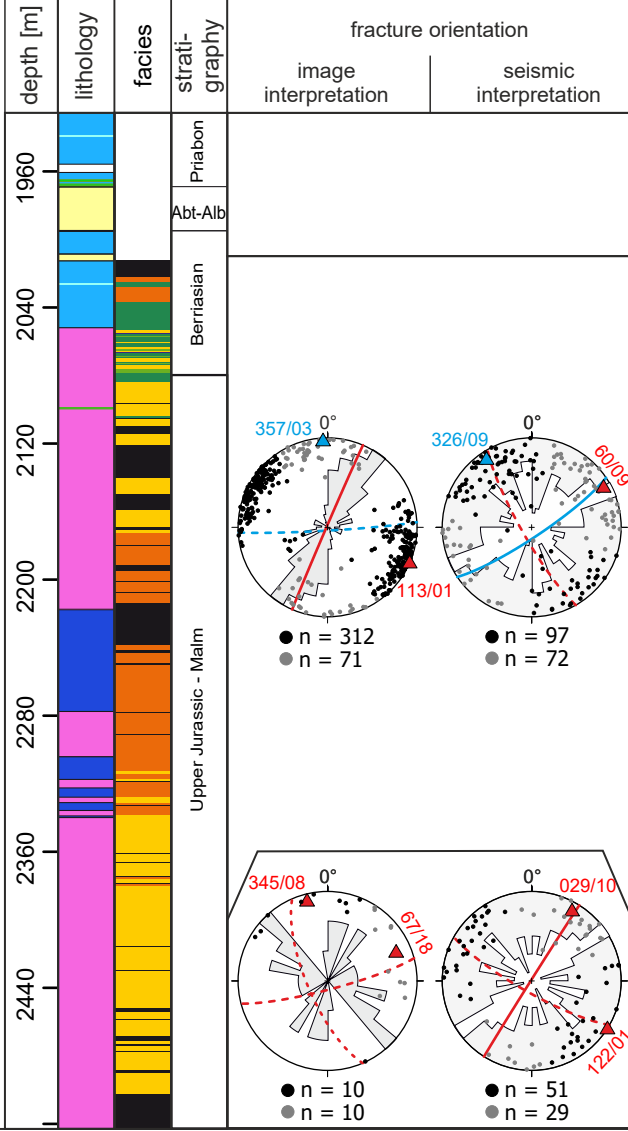 depth [m]
lithology
facies
strati-
graphy
fracture orientation
image
interpretation
seismic
interpretation
Priabon
1960
Abt-Alb
Berriasian
2040
0°
0°
357/03
326/09
60/09
2120
2200
113/01
n = 312
n = 97
n = 71
n = 72
Upper Jurassic - Malm
2280
2360
0°
0°
345/08
029/10
67/18
2440
122/01
n = 10
n = 51
n = 10
n = 29